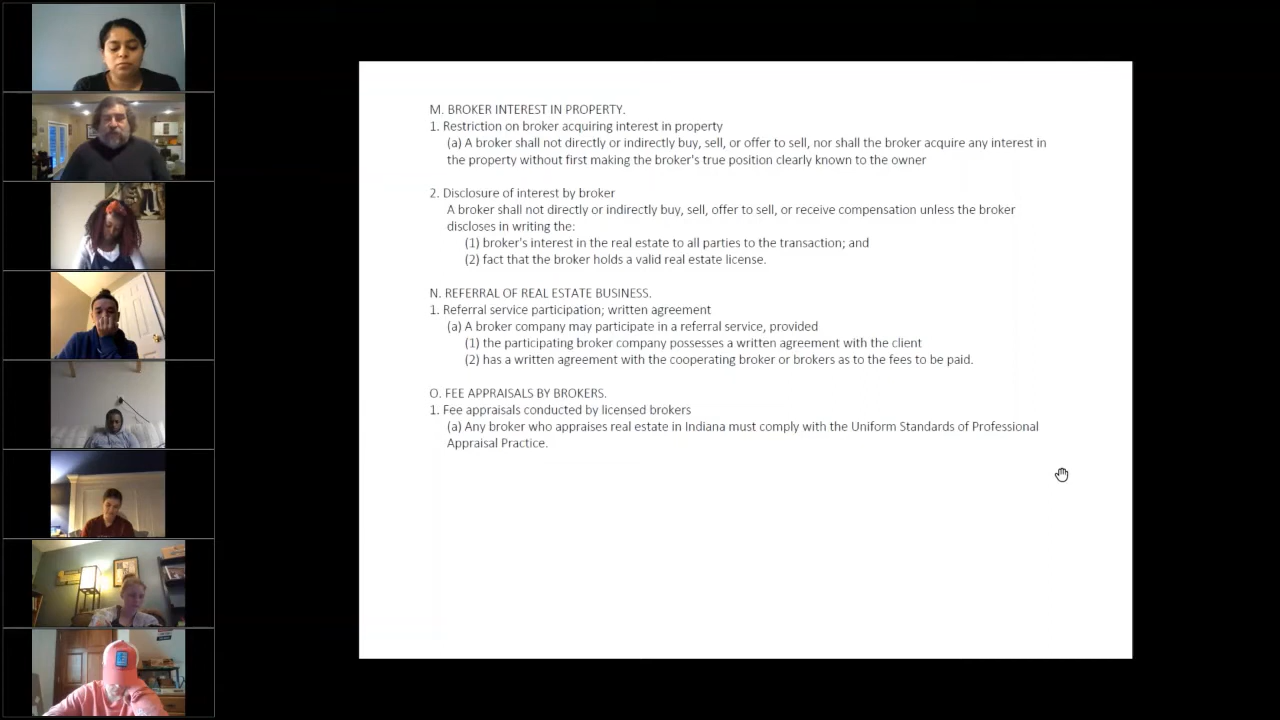 M. BROKER INTEREST IN PROPERTY.
1. Restriction on broker acquiring interest in property
(a) A broker shall not directly or indirectly buy, sell, or offer to sell, nor shall the broker acquire any interest in
the property without first making the broker's true position clearly known to the owner
2. Disclosure of interest by broker
A broker shall not directly or indirectly buy, sell, offer to sell, or receive compensation unless the broker
discloses in writing the:
(1) broker's interest in the real estate to all parties to the transaction; and
(2) fact that the broker holds a valid real estate license.
N. REFERRAL OF REAL ESTATE BUSINESS.
1. Referral service participation; written agreement
(a) A broker company may participate in a referral service, provided
(1) the participating broker company possesses a written agreement with the client
(2) has a written agreement with the cooperating broker or brokers as to the fees to be paid.
O. FEE APPRAISALS BY BROKERS.
1. Fee appraisals conducted by licensed brokers
(a) Any broker who appraises real estate in Indiana must comply with the Uniform Standards of Professional
Appraisal Practice.